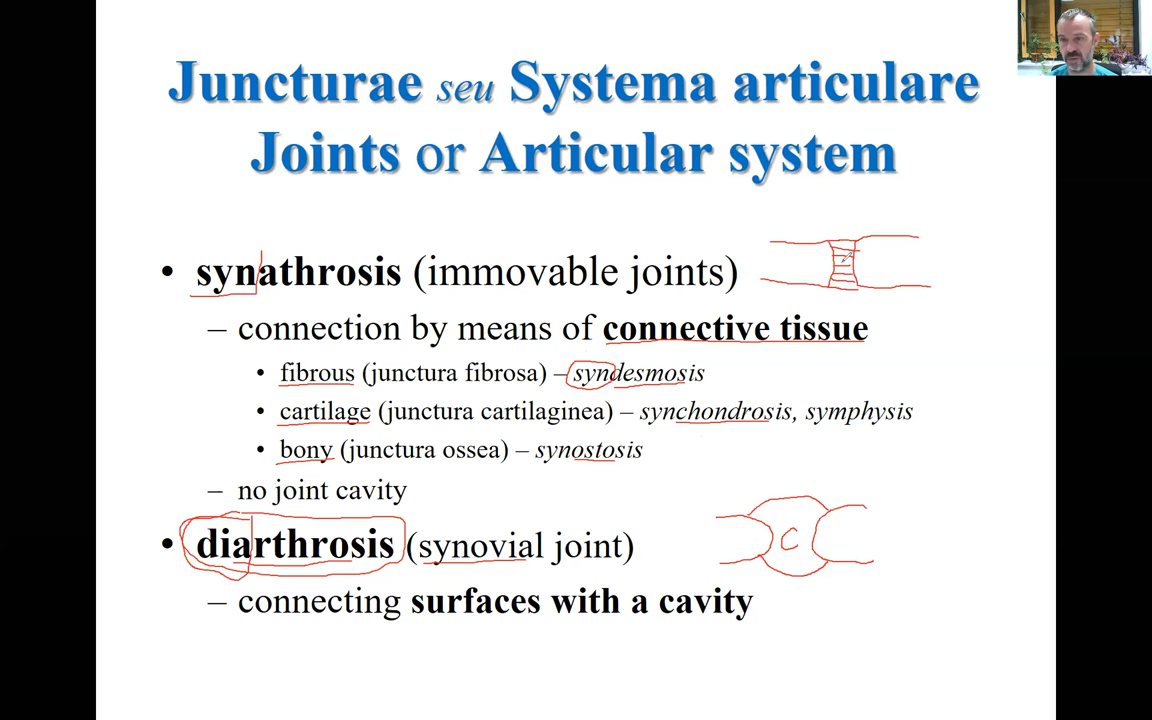 Juncturae seu Systema articulare
Joints or Articular system
• synathrosis (immovable joints)
– connection by means of connective tissue
• fibrous (junctura fibrosa) – syndesmosis
• cartilage (junctura cartilaginea) – synchondrosis, symphysis
• bony (junctura ossea) – synostosis
– no joint cavity
• diarthrosis (synovial joint)
C
– connecting surfaces with a cavity